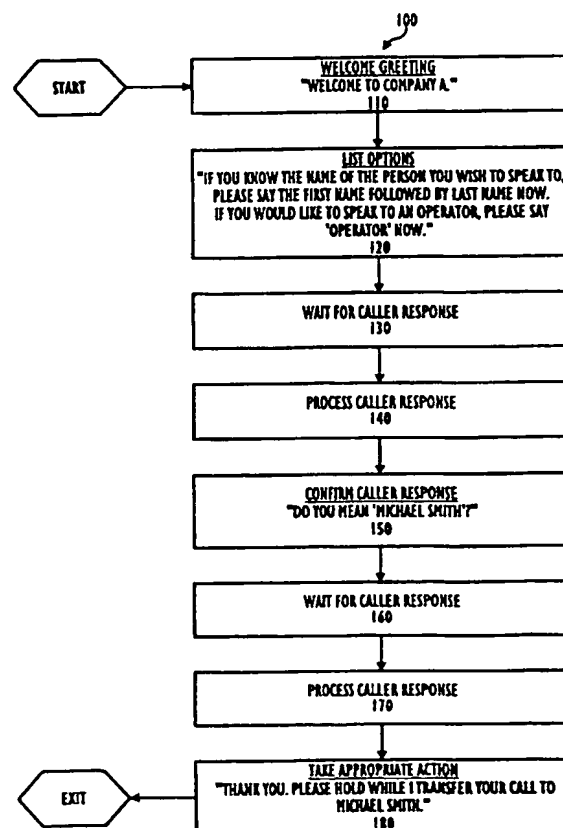 100
START
WELCOME GREETING
"WELCOME TO COMPANY A."
110
LIST OPTIONS
"IF YOU KNOW THE NAME OF THE PERSON YOU WISH TO SPEAK TO,
PLEASE SAY THE FIRST NAME FOLLOWED BY LAST NAME NOW.
IF YOU WOULD LIKE TO SPEAK TO AN OPERATOR, PLEASE SAY
'OPERATOR' NOW."
120
WAIT FOR CALLER RESPONSE
130
PROCESS CALLER RESPONSE
140
CONFIRM CALLER RESPONSE
"DO YOU MEAN 'MICHAEL SMITH'?"
150
WAIT FOR CALLER RESPONSE
160
PROCESS CALLER RESPONSE
170
TAKE APPROPRIATE ACTION
"THANK YOU. PLEASE HOLD WHILE I TRANSFER YOUR CALL TO
MICHAEL SMITH."
180
EXIT